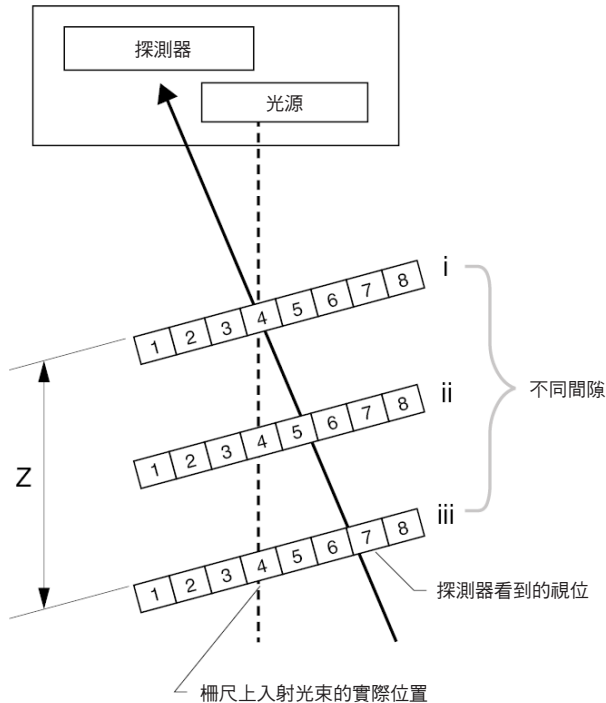 探測器
光源
i
1 2 3 4 5 6 7 8
ii
不同間隙
1 2 3 4 5 6 7 8
Z
iii
1 2 3 4 5 6 7 8
探測器看到的視位
柵尺上入射光束的實際位置